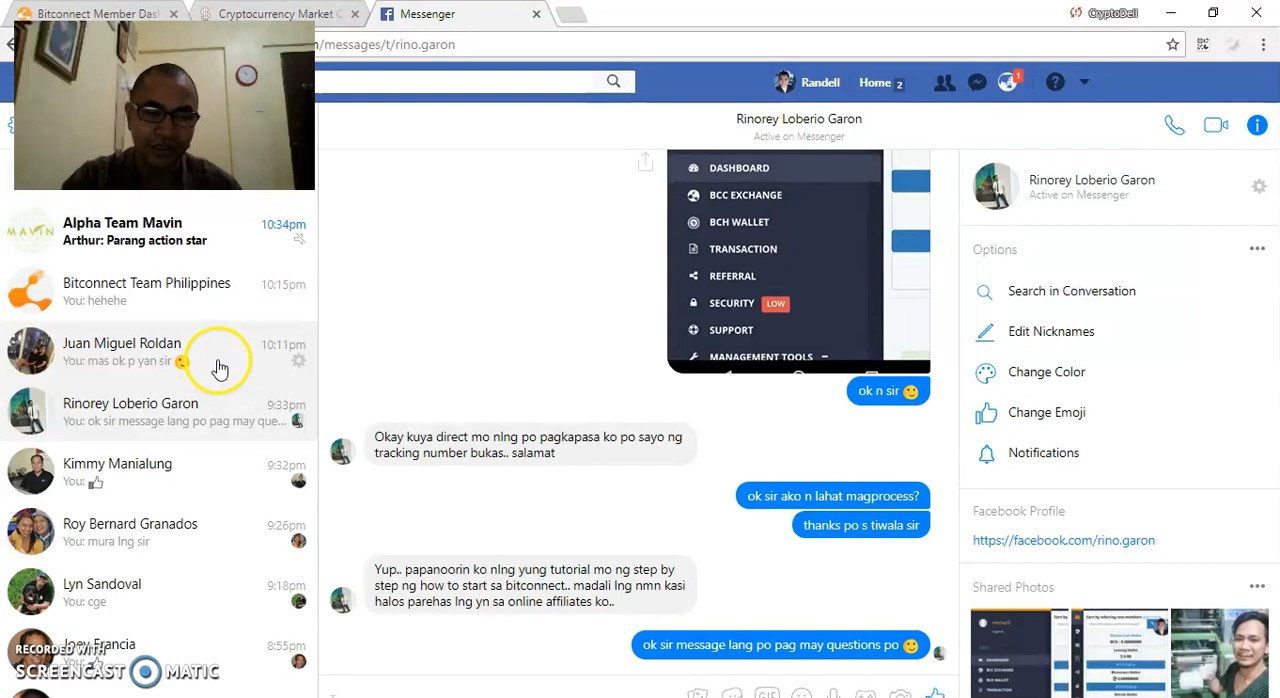 Bitconnect Member Das
Cryptocurrency Market C
Messenger
CryptoDell
m/messages/t/rino.garon
Randell
Home 2
1
Rinorey Loberio Garon
Active on Messenger
Alpha Team Mavin
10:34pm
Arthur: Parang action star
MAVIN
Bitconnect Team Philippines
10:15pm
You: hehehe
Juan Miguel Roldan
10:11pm
You: mas ok p yan sir
Rinorey Loberio Garon
9:33pm
You: ok sir message lang po pag may que...
Kimmy Manialung
9:32pm
You:
Roy Bernard Granados
9:26pm
You: mura lng sir
Lyn Sandoval
9:18pm
You: cge
Joey Francia
8:55pm
RECORDED WITH
SCREENCAST MATIC
DASHBOARD
BCC EXCHANGE
BCH WALLET
TRANSACTION
REFERRAL
SECURITY LOW
SUPPORT
MANAGEMENT TOOLS
ok n sir 🙂
Okay kuya direct mo nlng po pagkapasa ko po sayo ng
tracking number bukas.. salamat
ok sir ako n lahat magprocess?
thanks po s tiwala sir
Yup.. papanoorin ko nlng yung tutorial mo ng step by
step ng how to start sa bitconnect.. madali lng nmn kasi
halos parehas lng yn sa online affiliates ko..
ok sir message lang po pag may questions po 🙂
GIF
Rinorey Loberio Garon
Active on Messenger
Options
Search in Conversation
Edit Nicknames
Change Color
Change Emoji
Notifications
Facebook Profile
https://facebook.com/rino.garon
Shared Photos